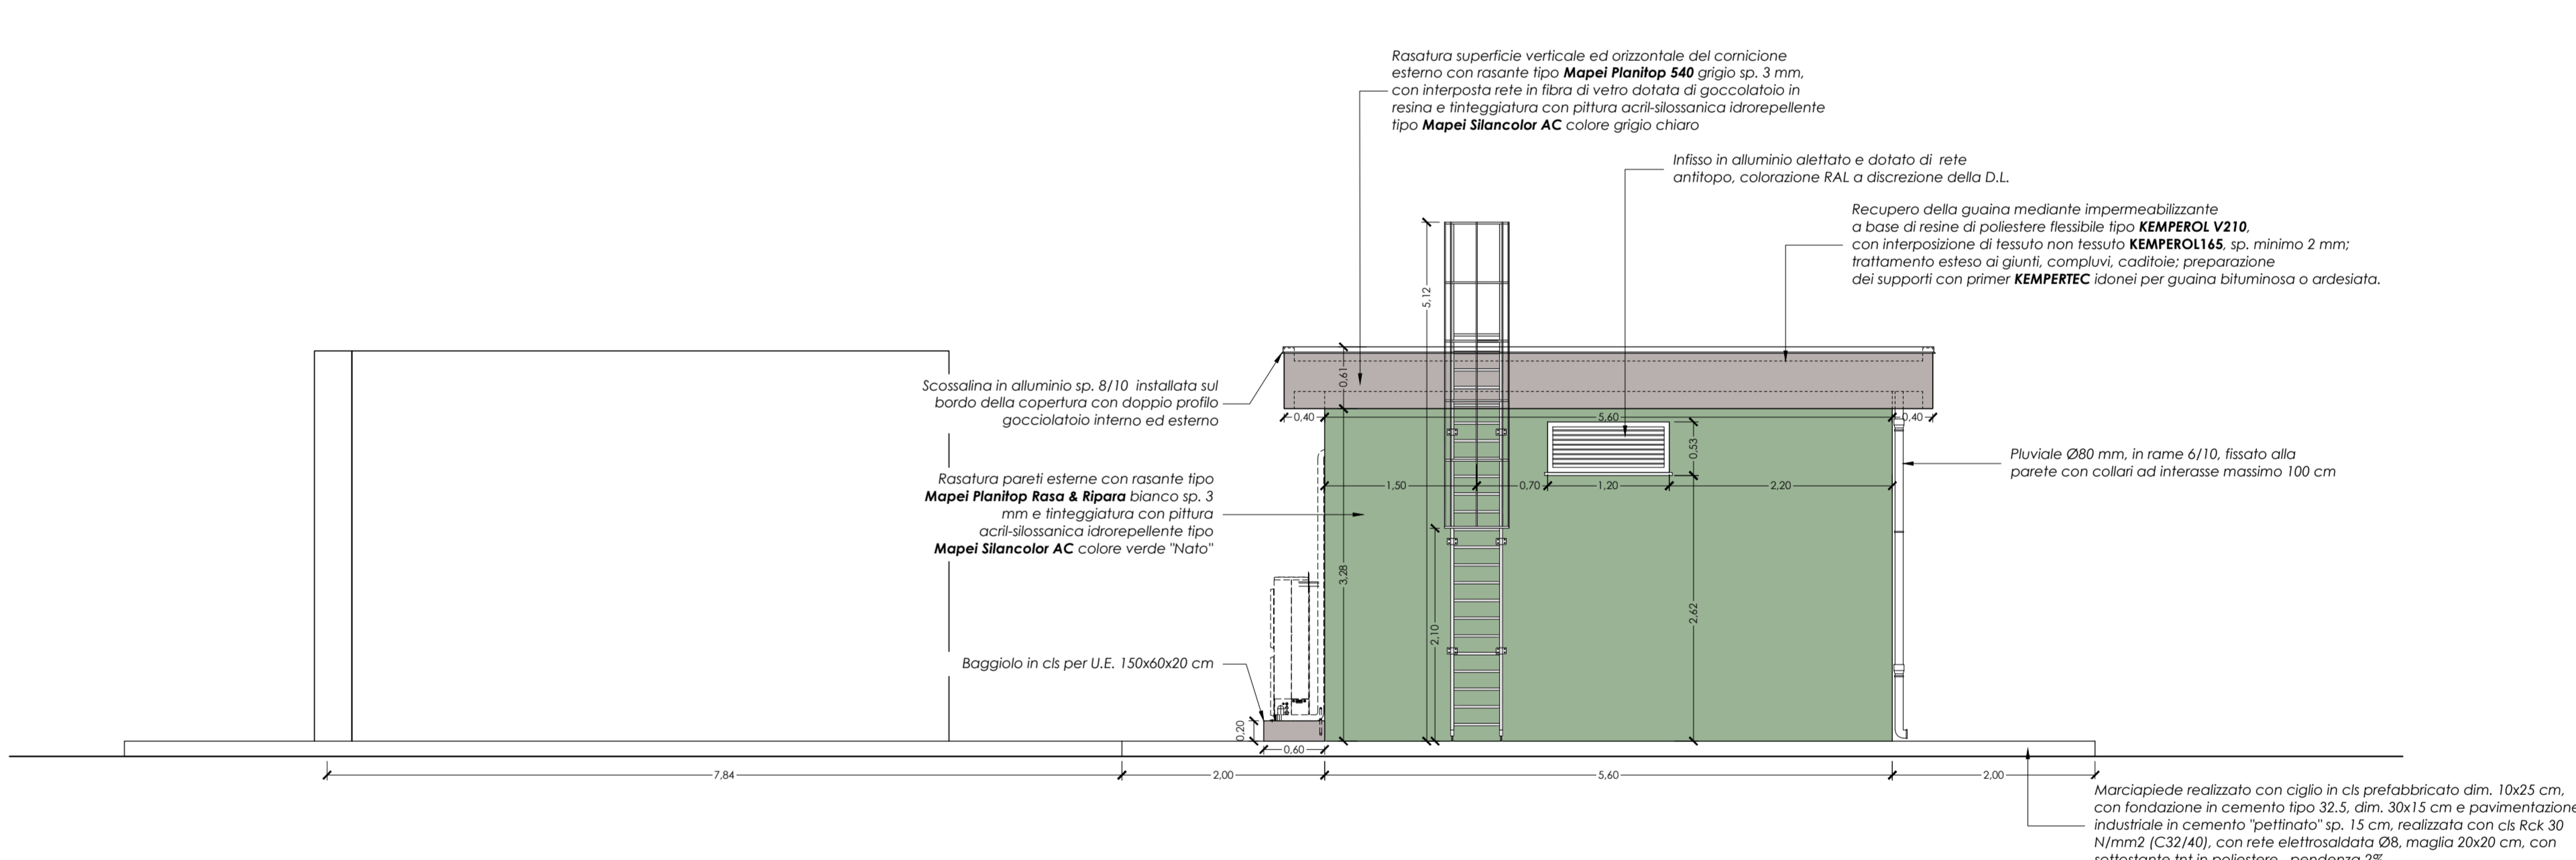 Rasatura superficie verticale ed orizzontale del cornicione
esterno con rasante tipo Mapei Planitop 540 grigio sp. 3 mm,
con interposta rete in fibra di vetro dotata di goccolatoio in
resina e tinteggiatura con pittura acril-silossanica idrorepellente
tipo Mapei Silancolor AC colore grigio chiaro
Infisso in alluminio alettato e dotato di rete
antitopo, colorazione RAL a discrezione della D.L.
Recupero della guaina mediante impermeabilizzante
a base di resine di poliestere flessibile tipo KEMPEROL V210,
con interposizione di tessuto non tessuto KEMPEROL165, sp. minimo 2 mm;
trattamento esteso ai giunti, compluvi, caditoie; preparazione
dei supporti con primer KEMPERTEC idonei per guaina bituminosa o ardesiata.
5,12
0,61
Scossalina in alluminio sp. 8/10 installata sul
bordo della copertura con doppio profilo
gocciolatoio interno ed esterno
0,40
5,60
0,40
0,53
Pluviale Ø80 mm, in rame 6/10, fissato alla
parete con collari ad interasse massimo 100 cm
Rasatura pareti esterne con rasante tipo
Mapei Planitop Rasa & Ripara bianco sp. 3
mm e tinteggiatura con pittura
acril-silossanica idrorepellente tipo
Mapei Silancolor AC colore verde "Nato"
1,50
0,70
1,20
2,20
3,28
2,10
2,62
Baggiolo in cls per U.E. 150x60x20 cm
0,20
0,60
7,84
2,00
5,60
2,00
Marciapiede realizzato con ciglio in cls prefabbricato dim. 10x25 cm,
con fondazione in cemento tipo 32.5, dim. 30x15 cm e pavimentazione
industriale in cemento "pettinato" sp. 15 cm, realizzata con cls Rck 30
N/mm2 (C32/40), con rete elettrosaldata Ø8, maglia 20x20 cm, con
sottostante tnt in poliestere pendenza 2%